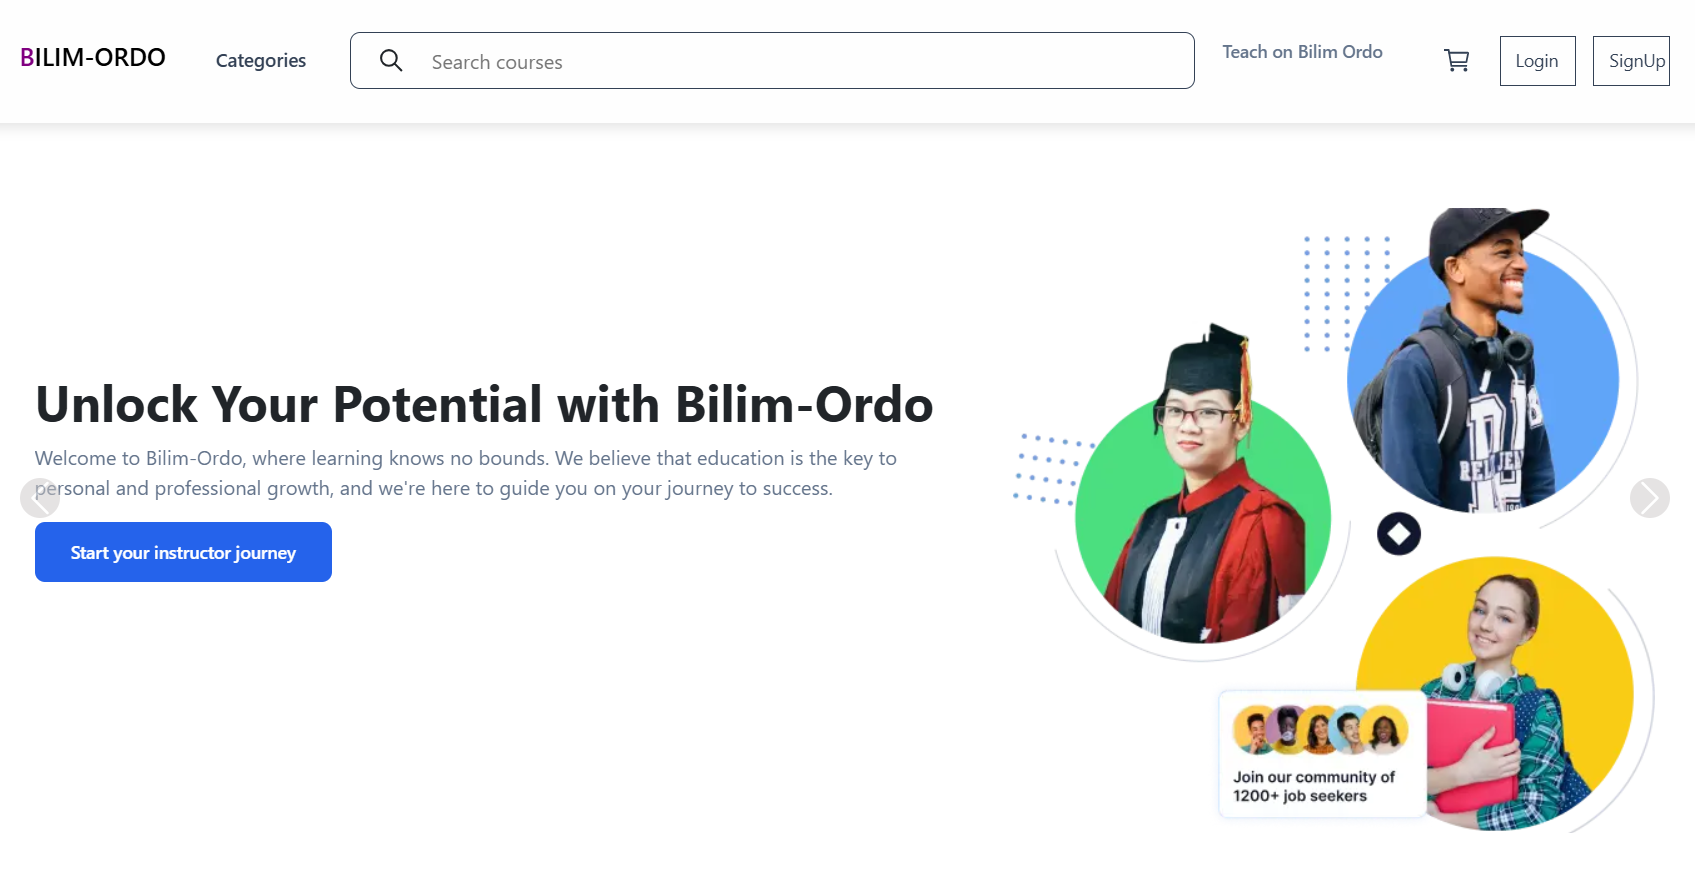 BILIM-ORDO
Categories
Search courses
Teach on Bilim Ordo
Login
SignUp
Unlock Your Potential with Bilim-Ordo
Welcome to Bilim-Ordo, where learning knows no bounds. We believe that education is the key to
personal and professional growth, and we're here to guide you on your journey to success.
Start your instructor journey
Join our community of
1200+ job seekers